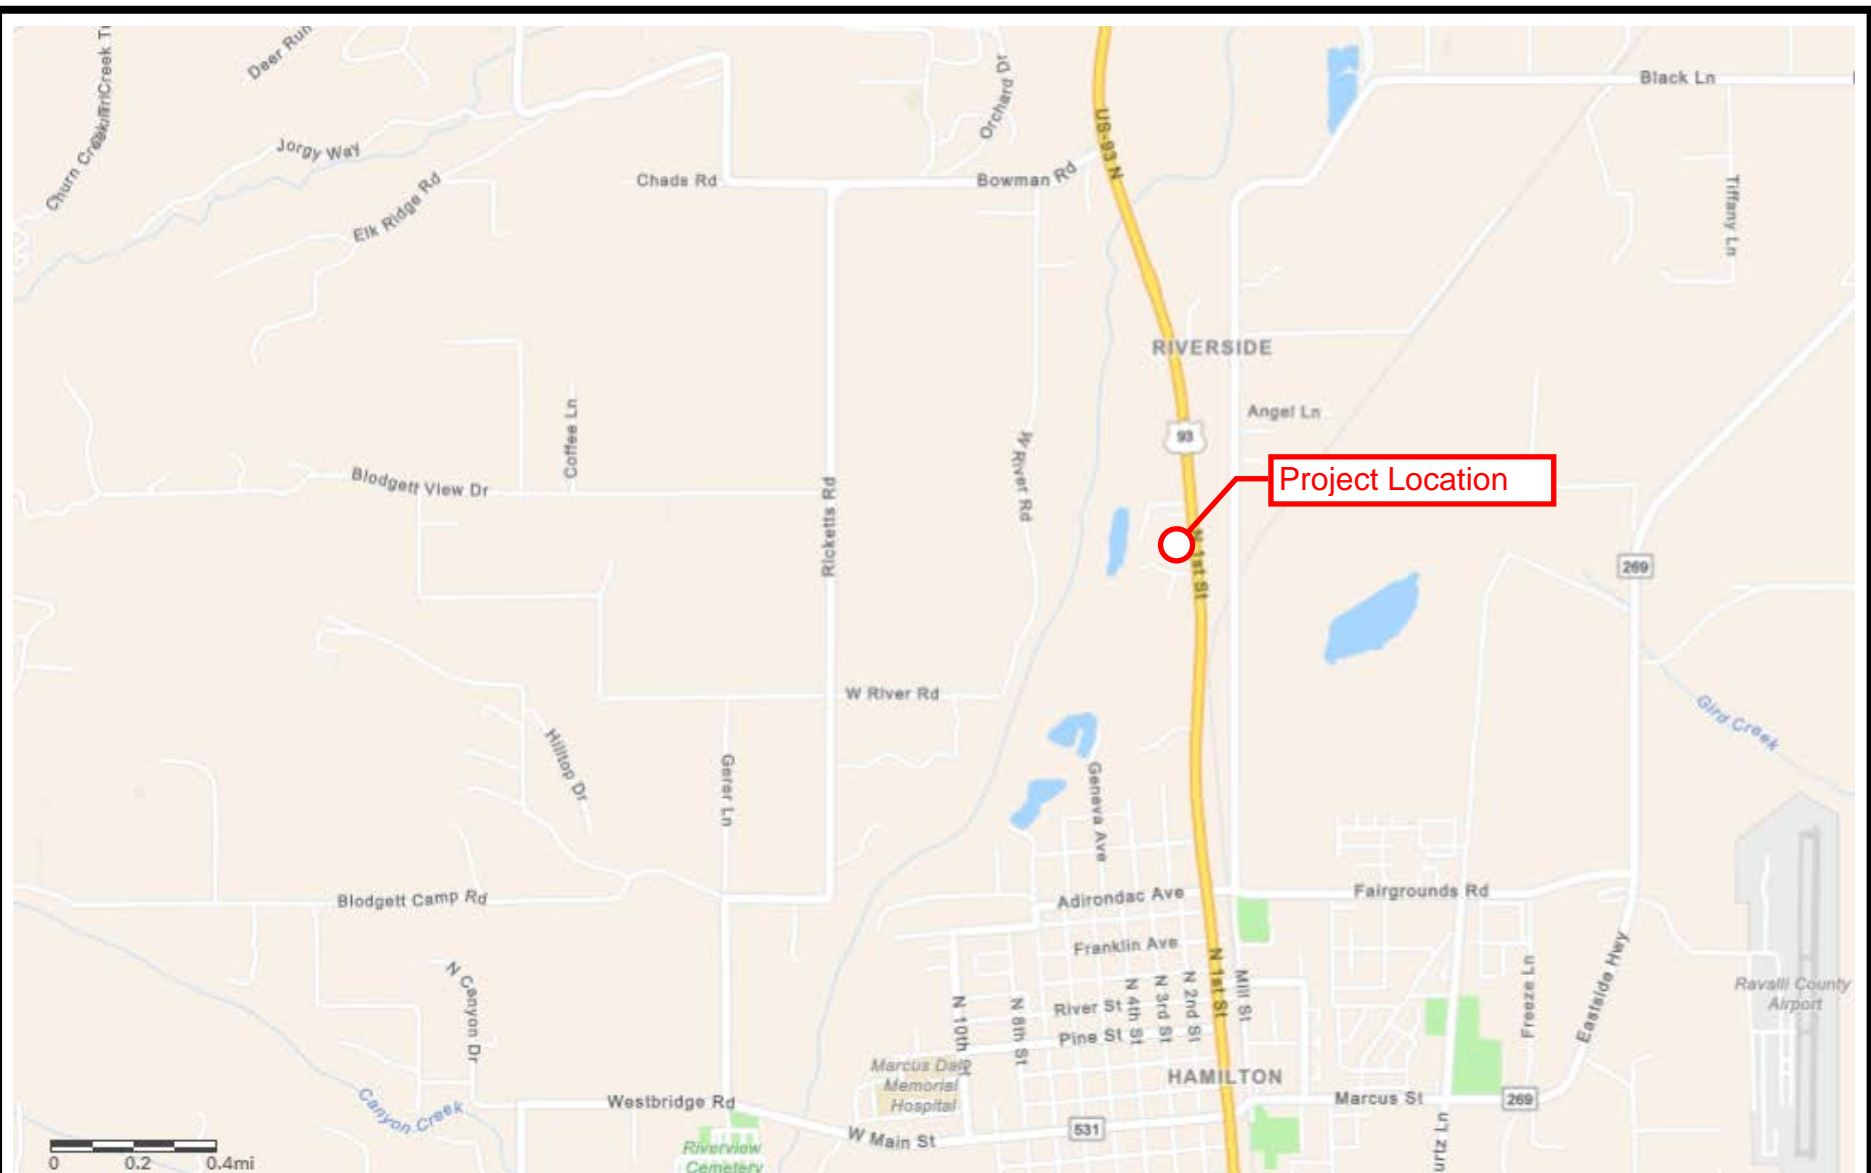 Deer Run
Black Ln
Orchard Dr
US-93 N
Jorgy Way
Chads Rd
Bowman Rd
Elk Ridge Rd
Tiffany Ln
RIVERSIDE
Angel Ln
Coffee Ln
93
W River Rd
Blodgett View Dr
Project Location
Ricketts Rd
N 1st St
269
W River Rd
Gird Creek
Hilltop Dr
Gerer Ln
Geneva Ave
Blodgett Camp Rd
Adirondac Ave
Fairgrounds Rd
Franklin Ave
N 1st St
Mill St
N Canyon Dr
N 10th
N 8th St
River St
N 4th St
N 3rd St
N 2nd St
Pine St
Freeze Ln
Eastside Hwy
Ravalli County
Airport
Marcus Daly
Memorial
Hospital
HAMILTON
Canyon Creek
Westbridge Rd
Marcus St
269
W Main St
531
urtz Ln
Riverview
Cemetery
0 0.2 0.4mi